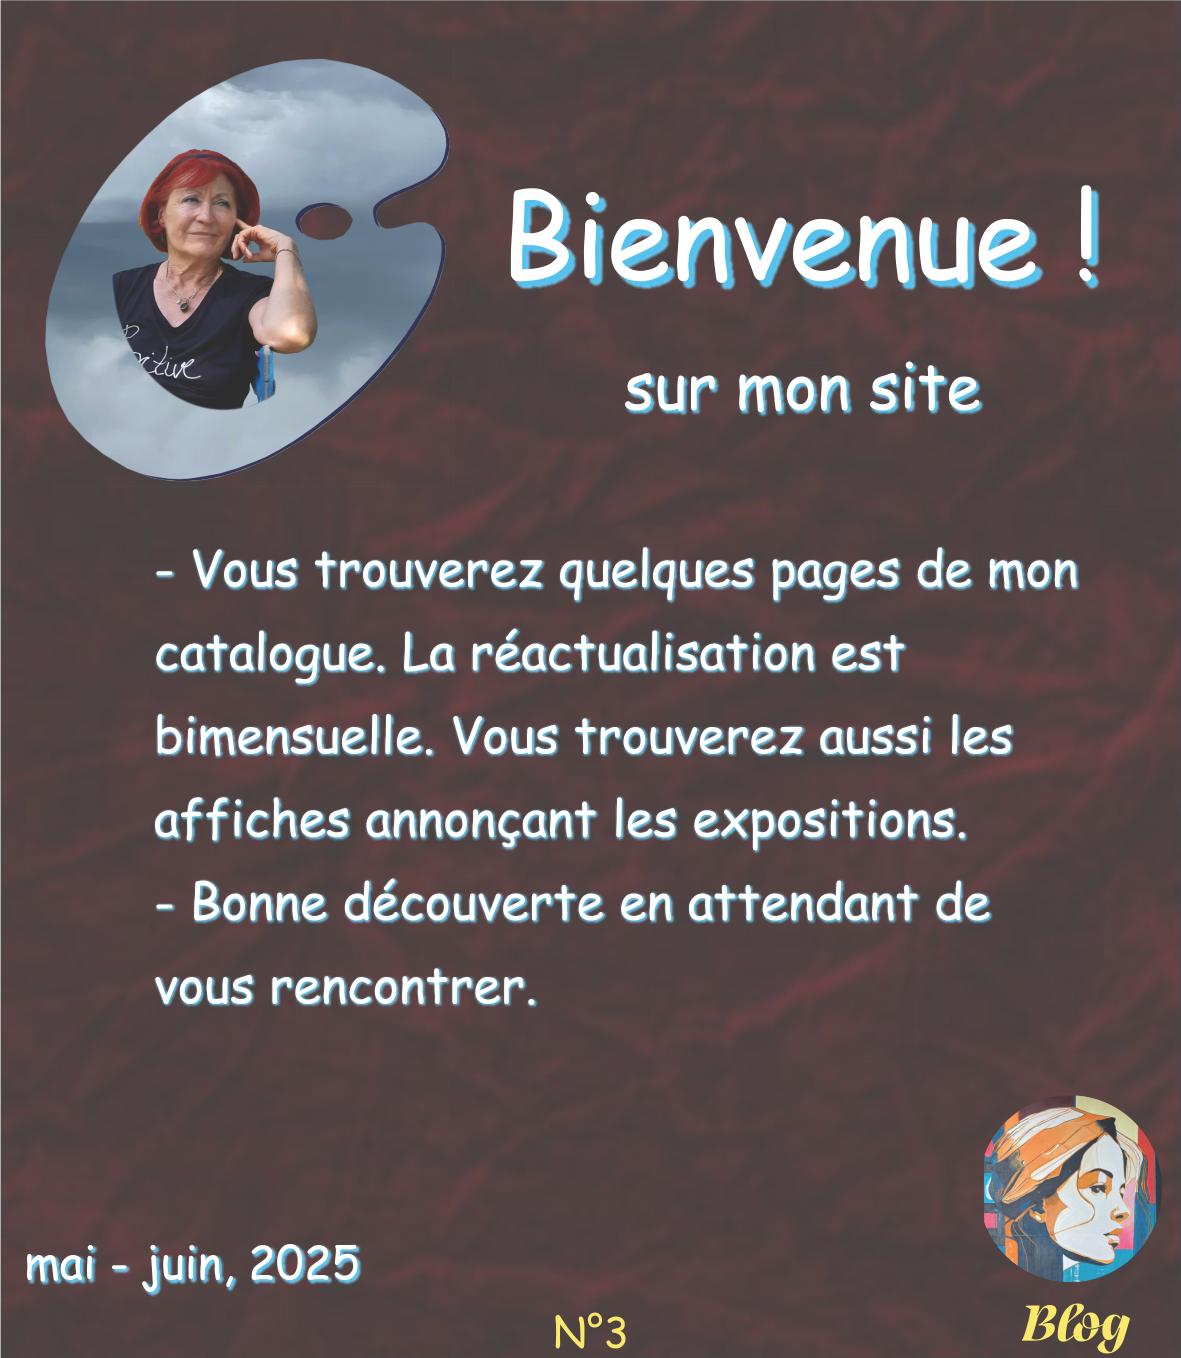 Bienvenue !
sur mon site
- Vous trouverez quelques pages de mon
catalogue. La réactualisation est
bimensuelle. Vous trouverez aussi les
affiches annonçant les expositions.
- Bonne découverte en attendant de
vous rencontrer.
mai - juin, 2025
N°3
Blog